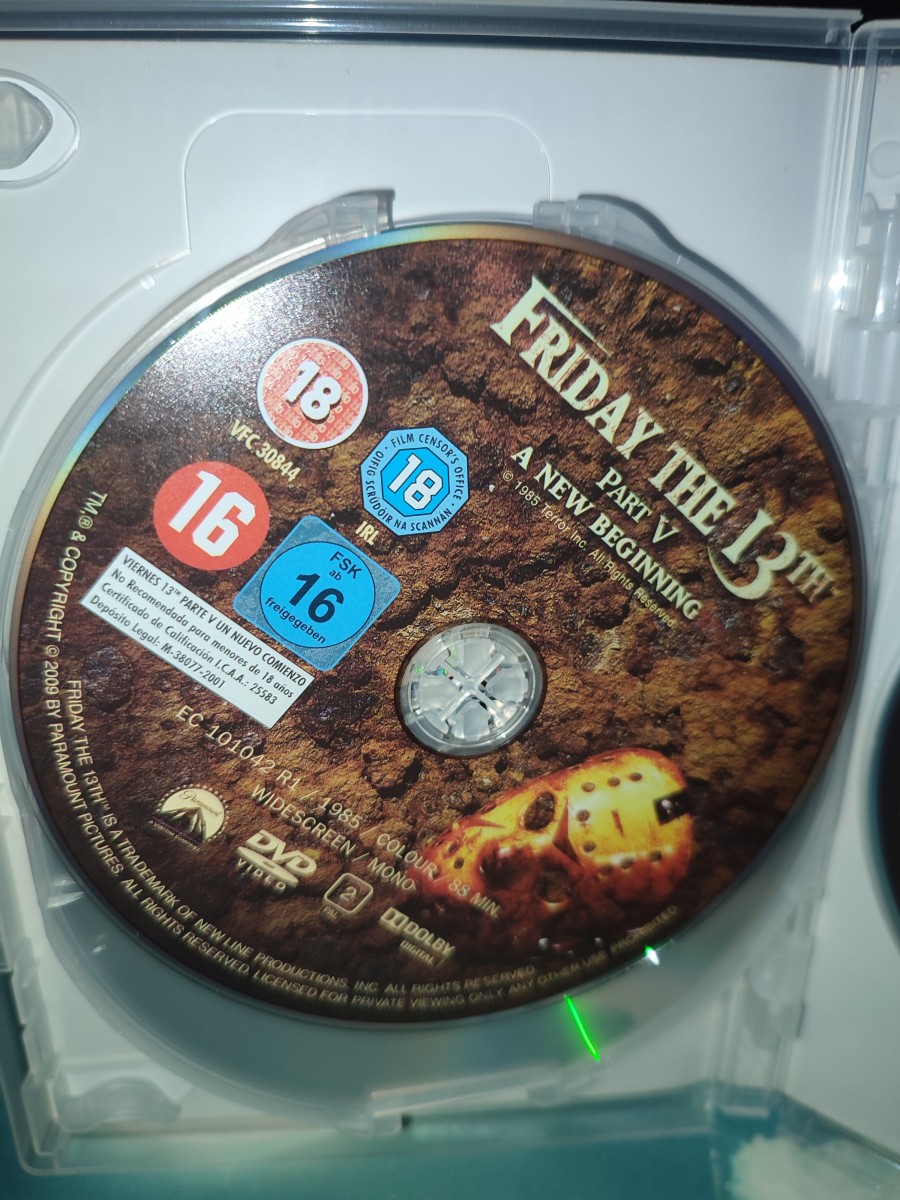 FRIDAY THE 13TH
PART V
A NEW BEGINNING
© 1985 Terror, Inc. All Rights Reserved.
18
VFC 30844
FILM CENSOR'S OFFICE
18
OIFIG SCRÚDÓIR NA SCANNÁN
IRL
16
FSK
ab
16
freigegeben
VIERNES 13™ PARTE V UN NUEVO COMIENZO
No Recomendada para menores de 18 años
Certificado de Calificación I.C.A.A.: 25583
Depósito Legal: M-38077-2001
EC 101042 R1 / 1985 / COLOUR / 88 MIN.
WIDESCREEN / MONO
Paramount
DVD
VIDEO
2
PAL
DOLBY
DIGITAL
FRIDAY THE 13TH" IS A TRADEMARK OF NEW LINE PRODUCTIONS, INC. ALL RIGHTS RESERVED.
TM, ® & COPYRIGHT © 2009 BY PARAMOUNT PICTURES. ALL RIGHTS RESERVED. LICENSED FOR PRIVATE VIEWING ONLY. ANY OTHER USE PROHIBITED